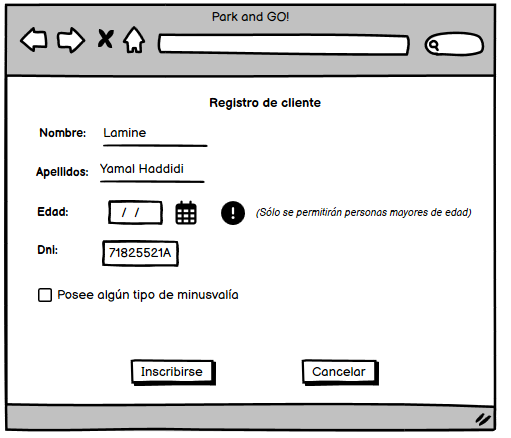 Park and GO!
Registro de cliente
Nombre: Lamine
Apellidos: Yamal Haddidi
Edad: / / ! (Sólo se permitirán personas mayores de edad)
Dni: 71825521A
Posee algún tipo de minusvalía
Inscribirse Cancelar